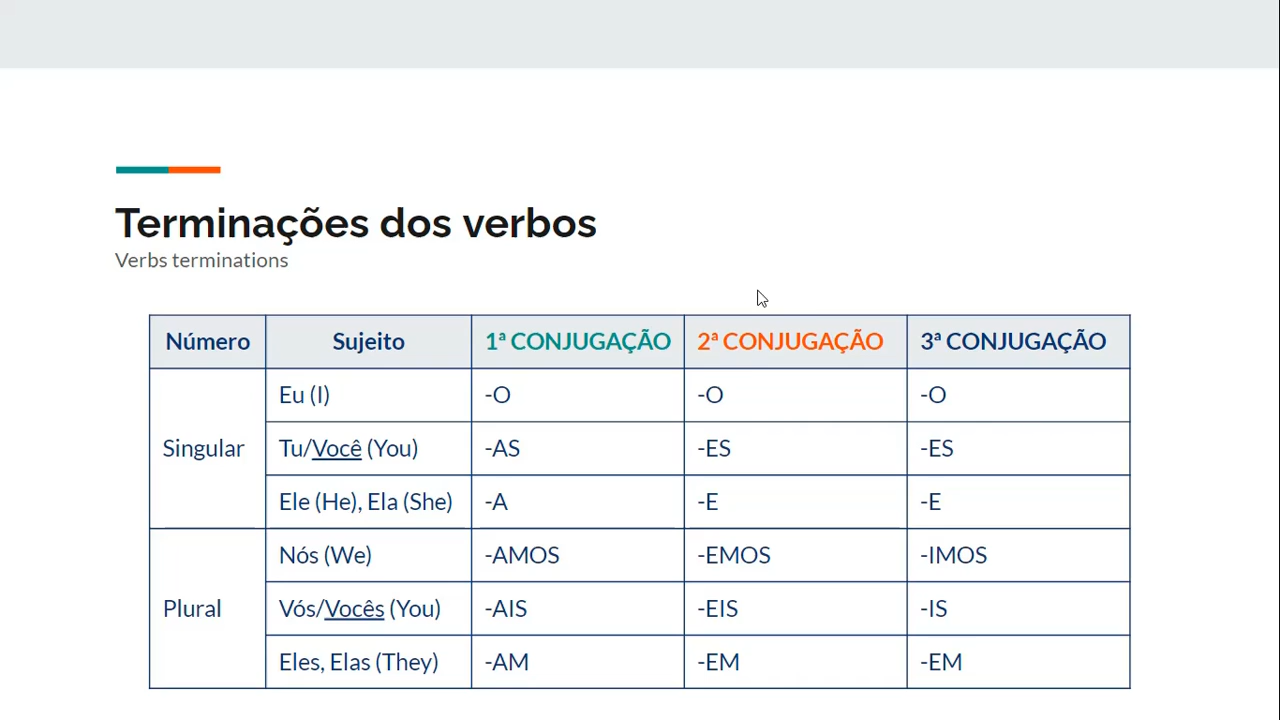 Terminações dos verbos
Verbs terminations
Número Sujeito 1ª CONJUGAÇÃO 2ª CONJUGAÇÃO 3ª CONJUGAÇÃO
Singular
Eu (I) -O -O -O
Tu/Você (You) -AS -ES -ES
Ele (He), Ela (She) -A -E -E
Plural
Nós (We) -AMOS -EMOS -IMOS
Vós/Vocês (You) -AIS -EIS -IS
Eles, Elas (They) -AM -EM -EM